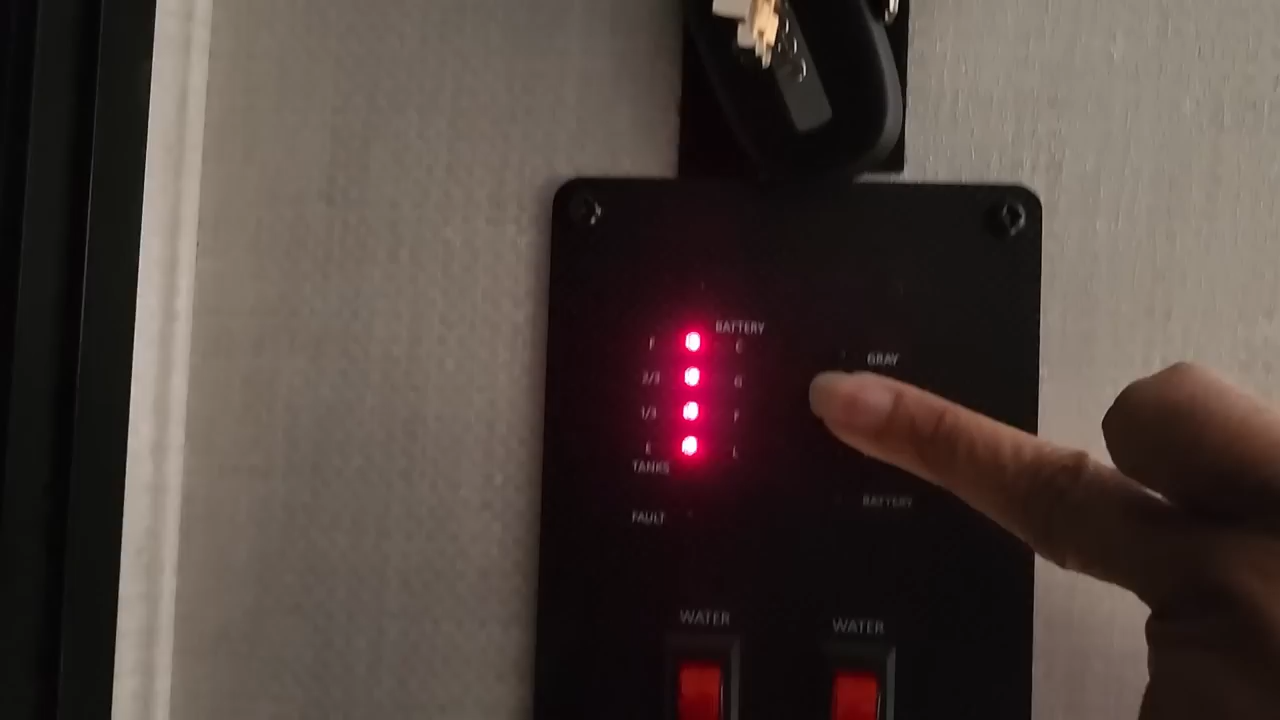 BATTERY
F C
2/3 G
1/3 F
E L
TANKS
FAULT
GRAY
BATTERY
WATER
WATER